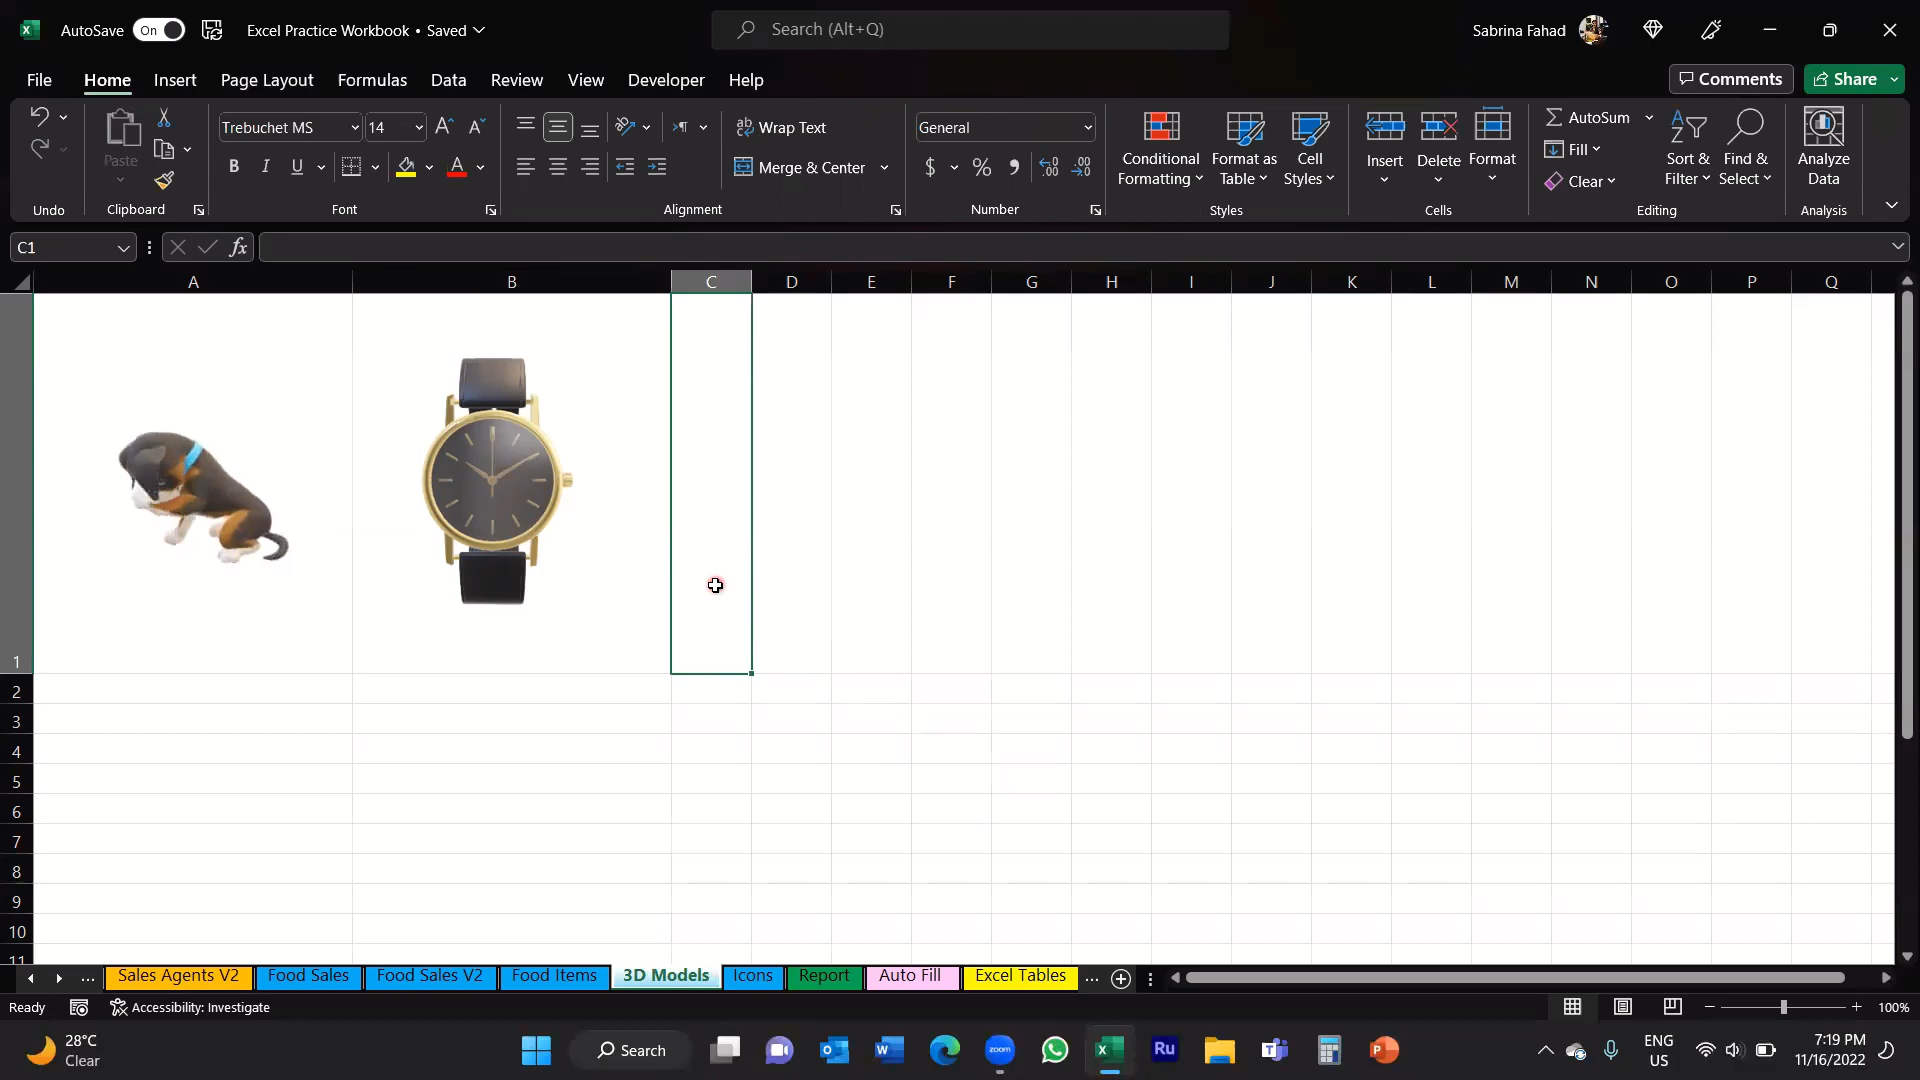 AutoSave On Excel Practice Workbook • Saved Search (Alt+Q) Sabrina Fahad
File Home Insert Page Layout Formulas Data Review View Developer Help Comments Share
Trebuchet MS 14 Wrap Text General AutoSum
Paste Conditional Formatting Format as Table Cell Styles Insert Delete Format Fill Sort & Filter Find & Select Analyze Data
B I U Merge & Center $ % Clear
Undo Clipboard Font Alignment Number Styles Cells Editing Analysis
C1 fx
A B C D E F G H I J K L M N O P Q
1
2
3
4
5
6
7
8
9
10
11
... Sales Agents V2 Food Sales Food Sales V2 Food Items 3D Models Icons Report Auto Fill Excel Tables ...
Ready Accessibility: Investigate 100%
28°C Search ENG 7:19 PM
Clear US 11/16/2022
zoom Ru